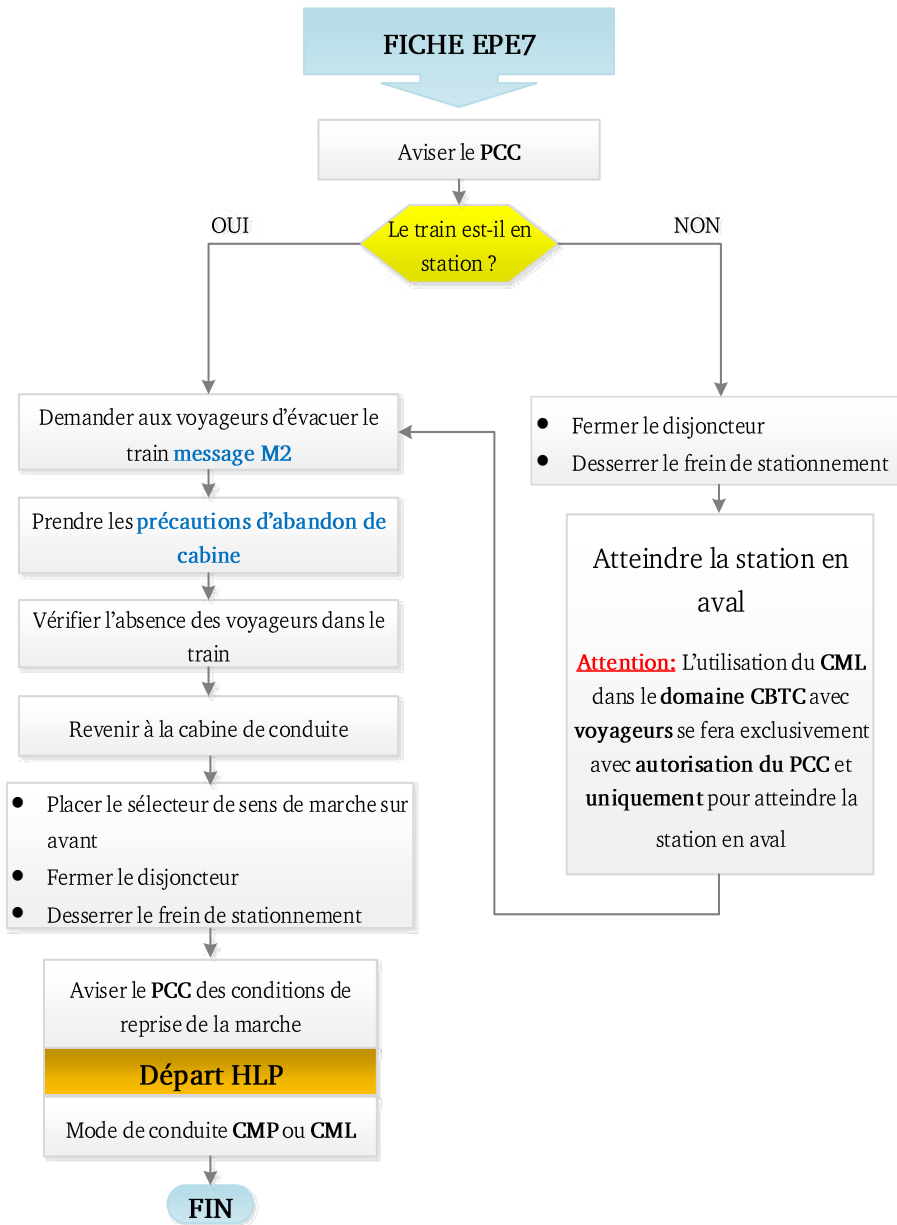 FICHE EPE7
Aviser le PCC
OUI
Le train est-il en
station ?
NON
Demander aux voyageurs d’évacuer le
train message M2
Prendre les précautions d’abandon de
cabine
Vérifier l’absence des voyageurs dans le
train
Revenir à la cabine de conduite
• Placer le sélecteur de sens de marche sur
avant
• Fermer le disjoncteur
• Desserrer le frein de stationnement
Aviser le PCC des conditions de
reprise de la marche
Départ HLP
Mode de conduite CMP ou CML
FIN
• Fermer le disjoncteur
• Desserrer le frein de stationnement
Atteindre la station en
aval
Attention: L’utilisation du CML
dans le domaine CBTC avec
voyageurs se fera exclusivement
avec autorisation du PCC et
uniquement pour atteindre la
station en aval